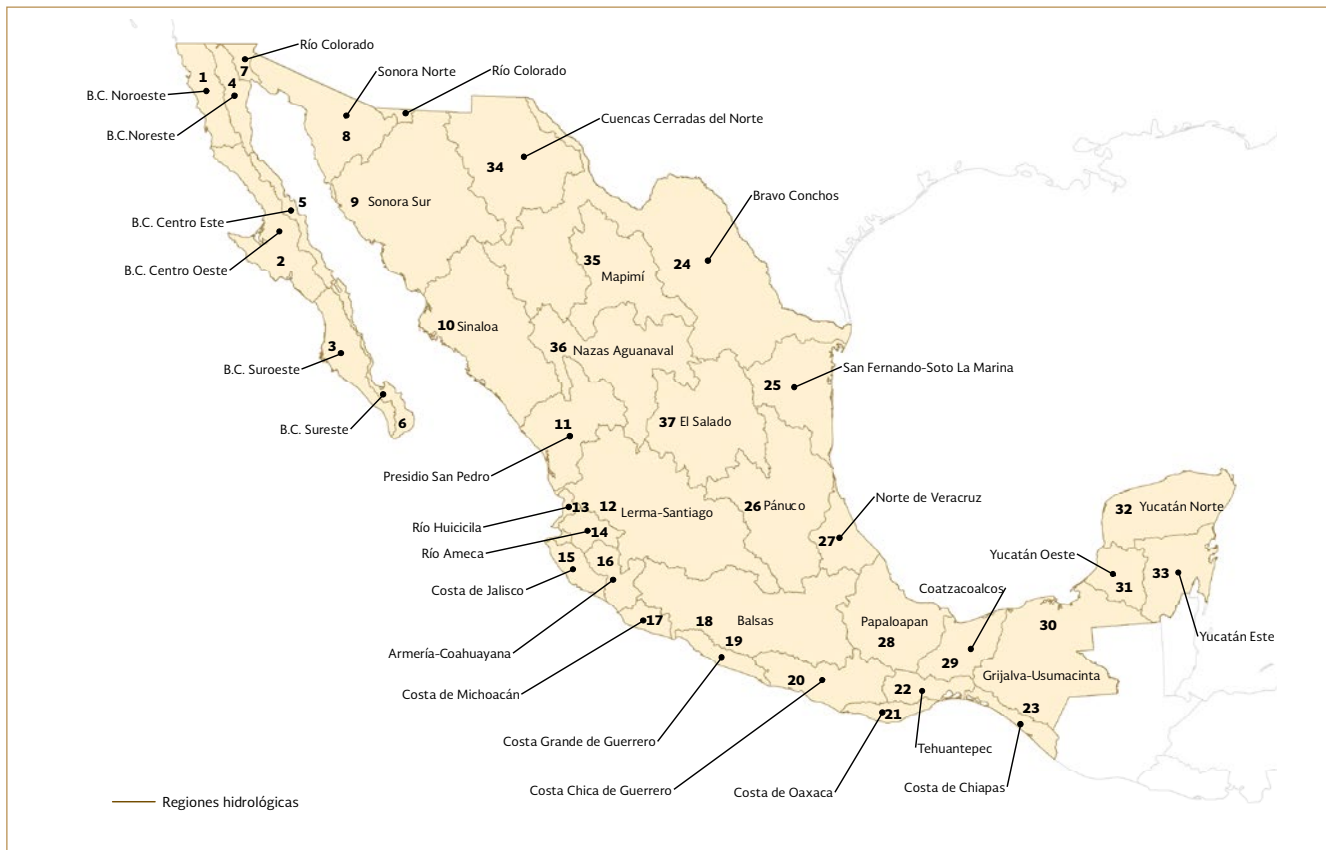 Río Colorado
7
Sonora Norte
Río Colorado
1
4
B.C. Noroeste
Cuencas Cerradas del Norte
B.C.Noreste
8
34
Bravo Conchos
5
9 Sonora Sur
B.C. Centro Este
B.C. Centro Oeste
2
24
35
Mapimí
10 Sinaloa
3
36
Nazas Aguanaval
B.C. Suroeste
San Fernando-Soto La Marina
25
6
B.C. Sureste
11
37 El Salado
Presidio San Pedro
Norte de Veracruz
13
12
Lerma-Santiago
26 Pánuco
32
Yucatán Norte
Río Huicicila
14
27
Río Ameca
15
16
Yucatán Oeste
31
33
Costa de Jalisco
Coatzacoalcos
17
18
Balsas
Papaloapan
30
19
28
Yucatán Este
Armería-Coahuayana
29
Grijalva-Usumacinta
Costa de Michoacán
20
22
21
23
Costa Grande de Guerrero
Tehuantepec
Costa Chica de Guerrero
Costa de Oaxaca
Costa de Chiapas
Regiones hidrológicas